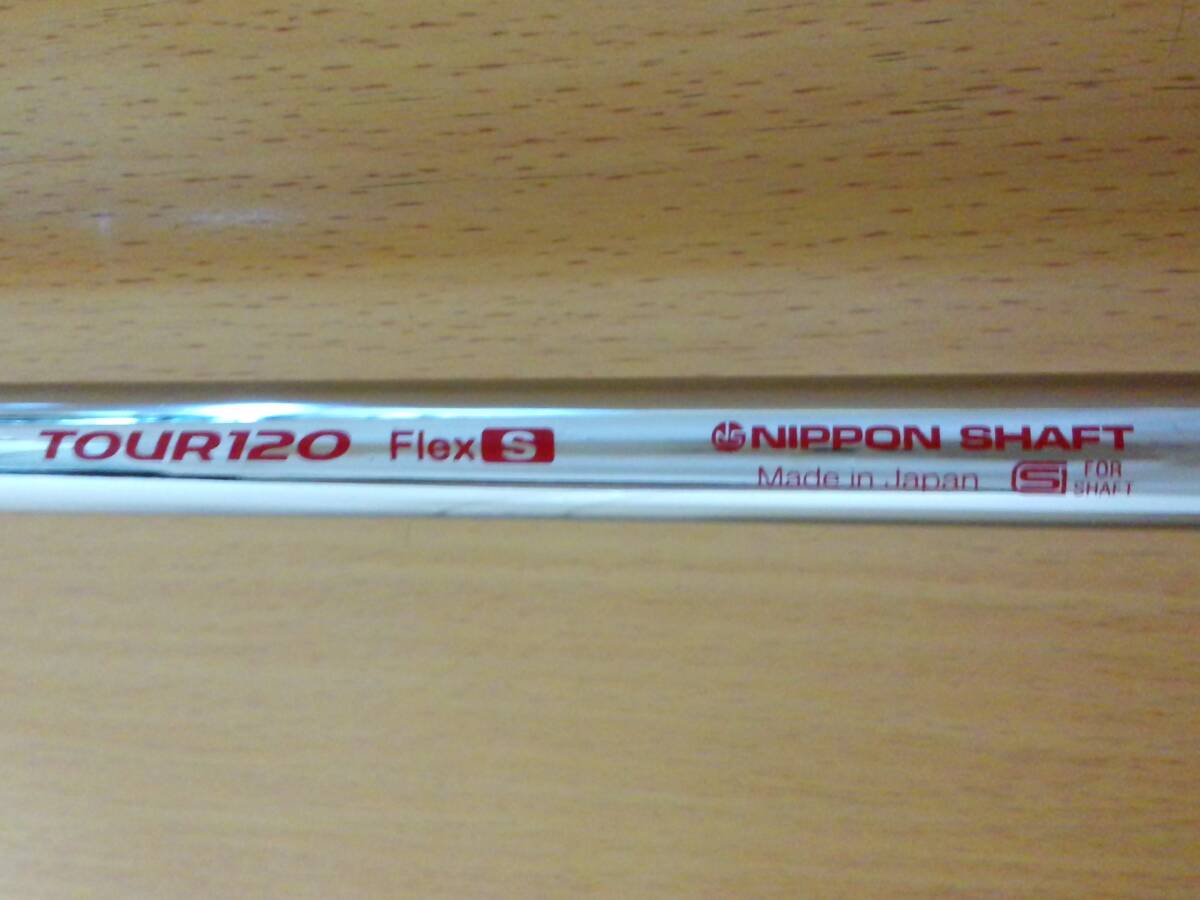 TOUR120 Flex S NIPPON SHAFT
Made in Japan S FOR
SHAFT